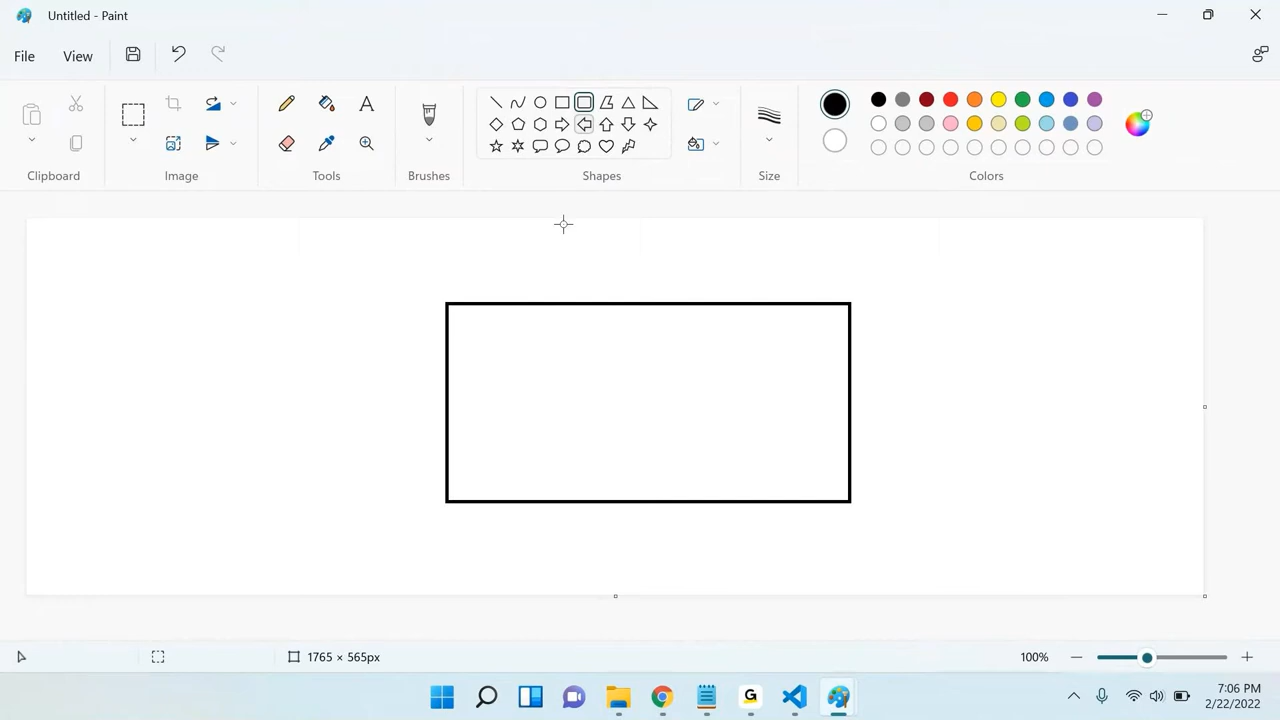 Untitled - Paint
File View
Clipboard
Image
Tools
Brushes
Shapes
Size
Colors
1765 × 565px
100%
7:06 PM
2/22/2022